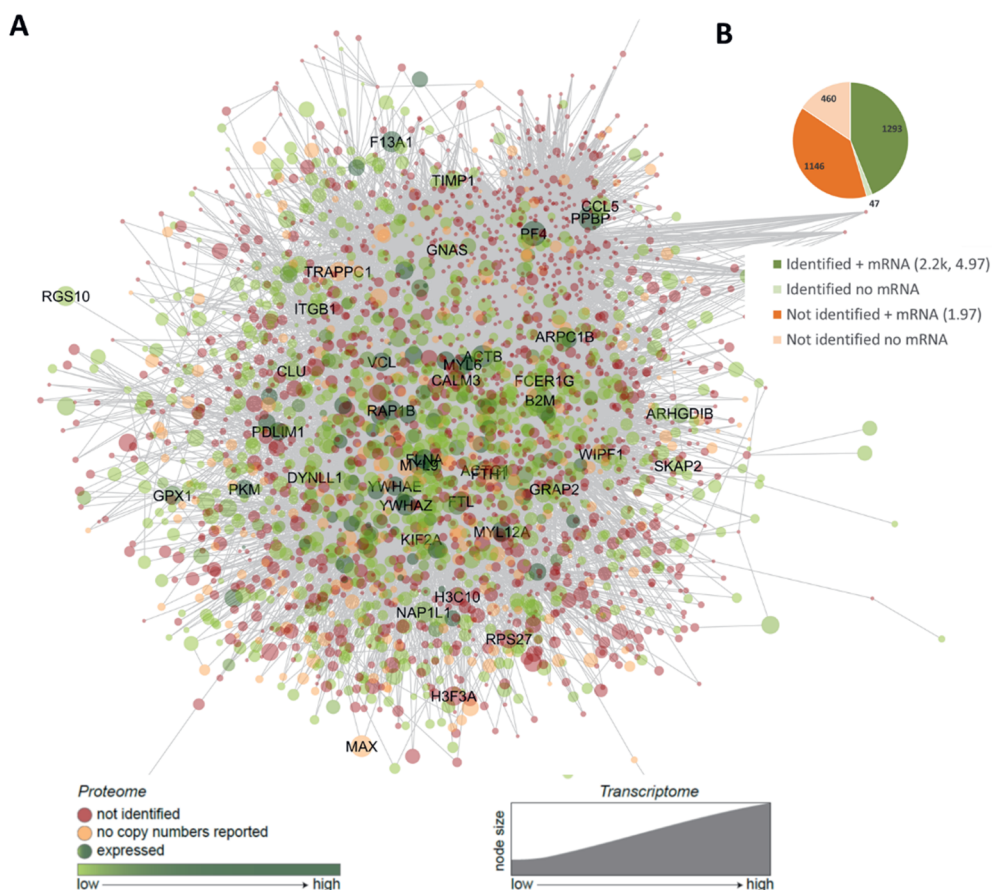 A
B
460
1293
1146
47
Identified + mRNA (2.2k, 4.97)
Identified no mRNA
Not identified + mRNA (1.97)
Not identified no mRNA
F13A1
TIMP1
CCL5
PPBP
PF4
GNAS
TRAPPC1
RGS10
ITGB1
ARPC1B
ACTB
VCL
MYL6
CLU
CALM3
FCER1G
B2M
RAP1B
ARHGDIB
PDLIM1
WIPF1
FLNA
MYL9
SKAP2
ACTG1
FTH1
DYNLL1
YWHAE
PKM
GRAP2
GPX1
YWHAZ
FTL
MYL12A
KIF2A
H3C10
NAP1L1
RPS27
H3F3A
MAX
Proteome
not identified
no copy numbers reported
expressed
low high
Transcriptome
node size
low high